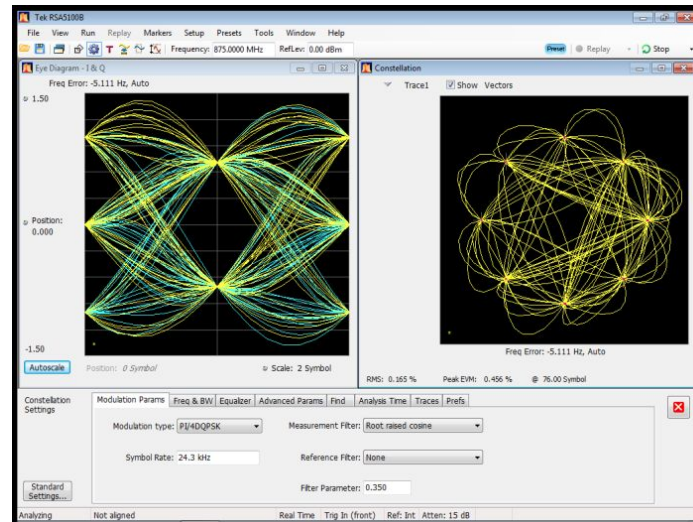 Tek RSA5100B
File View Run Replay Markers Setup Presets Tools Window Help
T Frequency: 875.0000 MHz RefLev: 0.00 dBm Preset Replay Stop
Eye Diagram - I & Q
Freq Error: -5.111 Hz, Auto
1.50
Position:
0.000
-1.50
Autoscale Position: 0 Symbol Scale: 2 Symbol
Constellation
Trace1 Show Vectors
Freq Error: -5.111 Hz, Auto
RMS: 0.165 % Peak EVM: 0.456 % @ 76.00 Symbol
Constellation
Settings
Modulation Params Freq & BW Equalizer Advanced Params Find Analysis Time Traces Prefs
Modulation type: PI/4DQPSK Measurement Filter: Root raised cosine
Symbol Rate: 24.3 kHz Reference Filter: None
Filter Parameter: 0.350
Standard
Settings...
Analyzing Not aligned Real Time Trig In (front) Ref: Int Atten: 15 dB